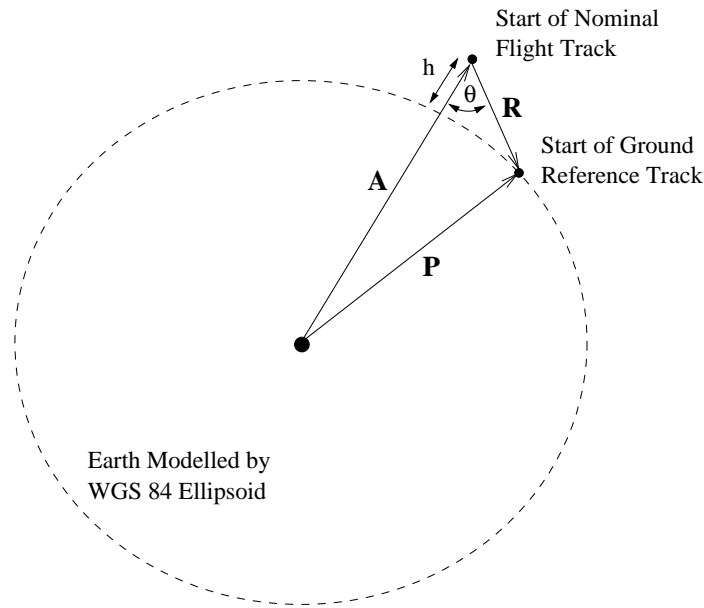 Start of Nominal
Flight Track
h
θ
R
Start of Ground
Reference Track
A
P
Earth Modelled by
WGS 84 Ellipsoid